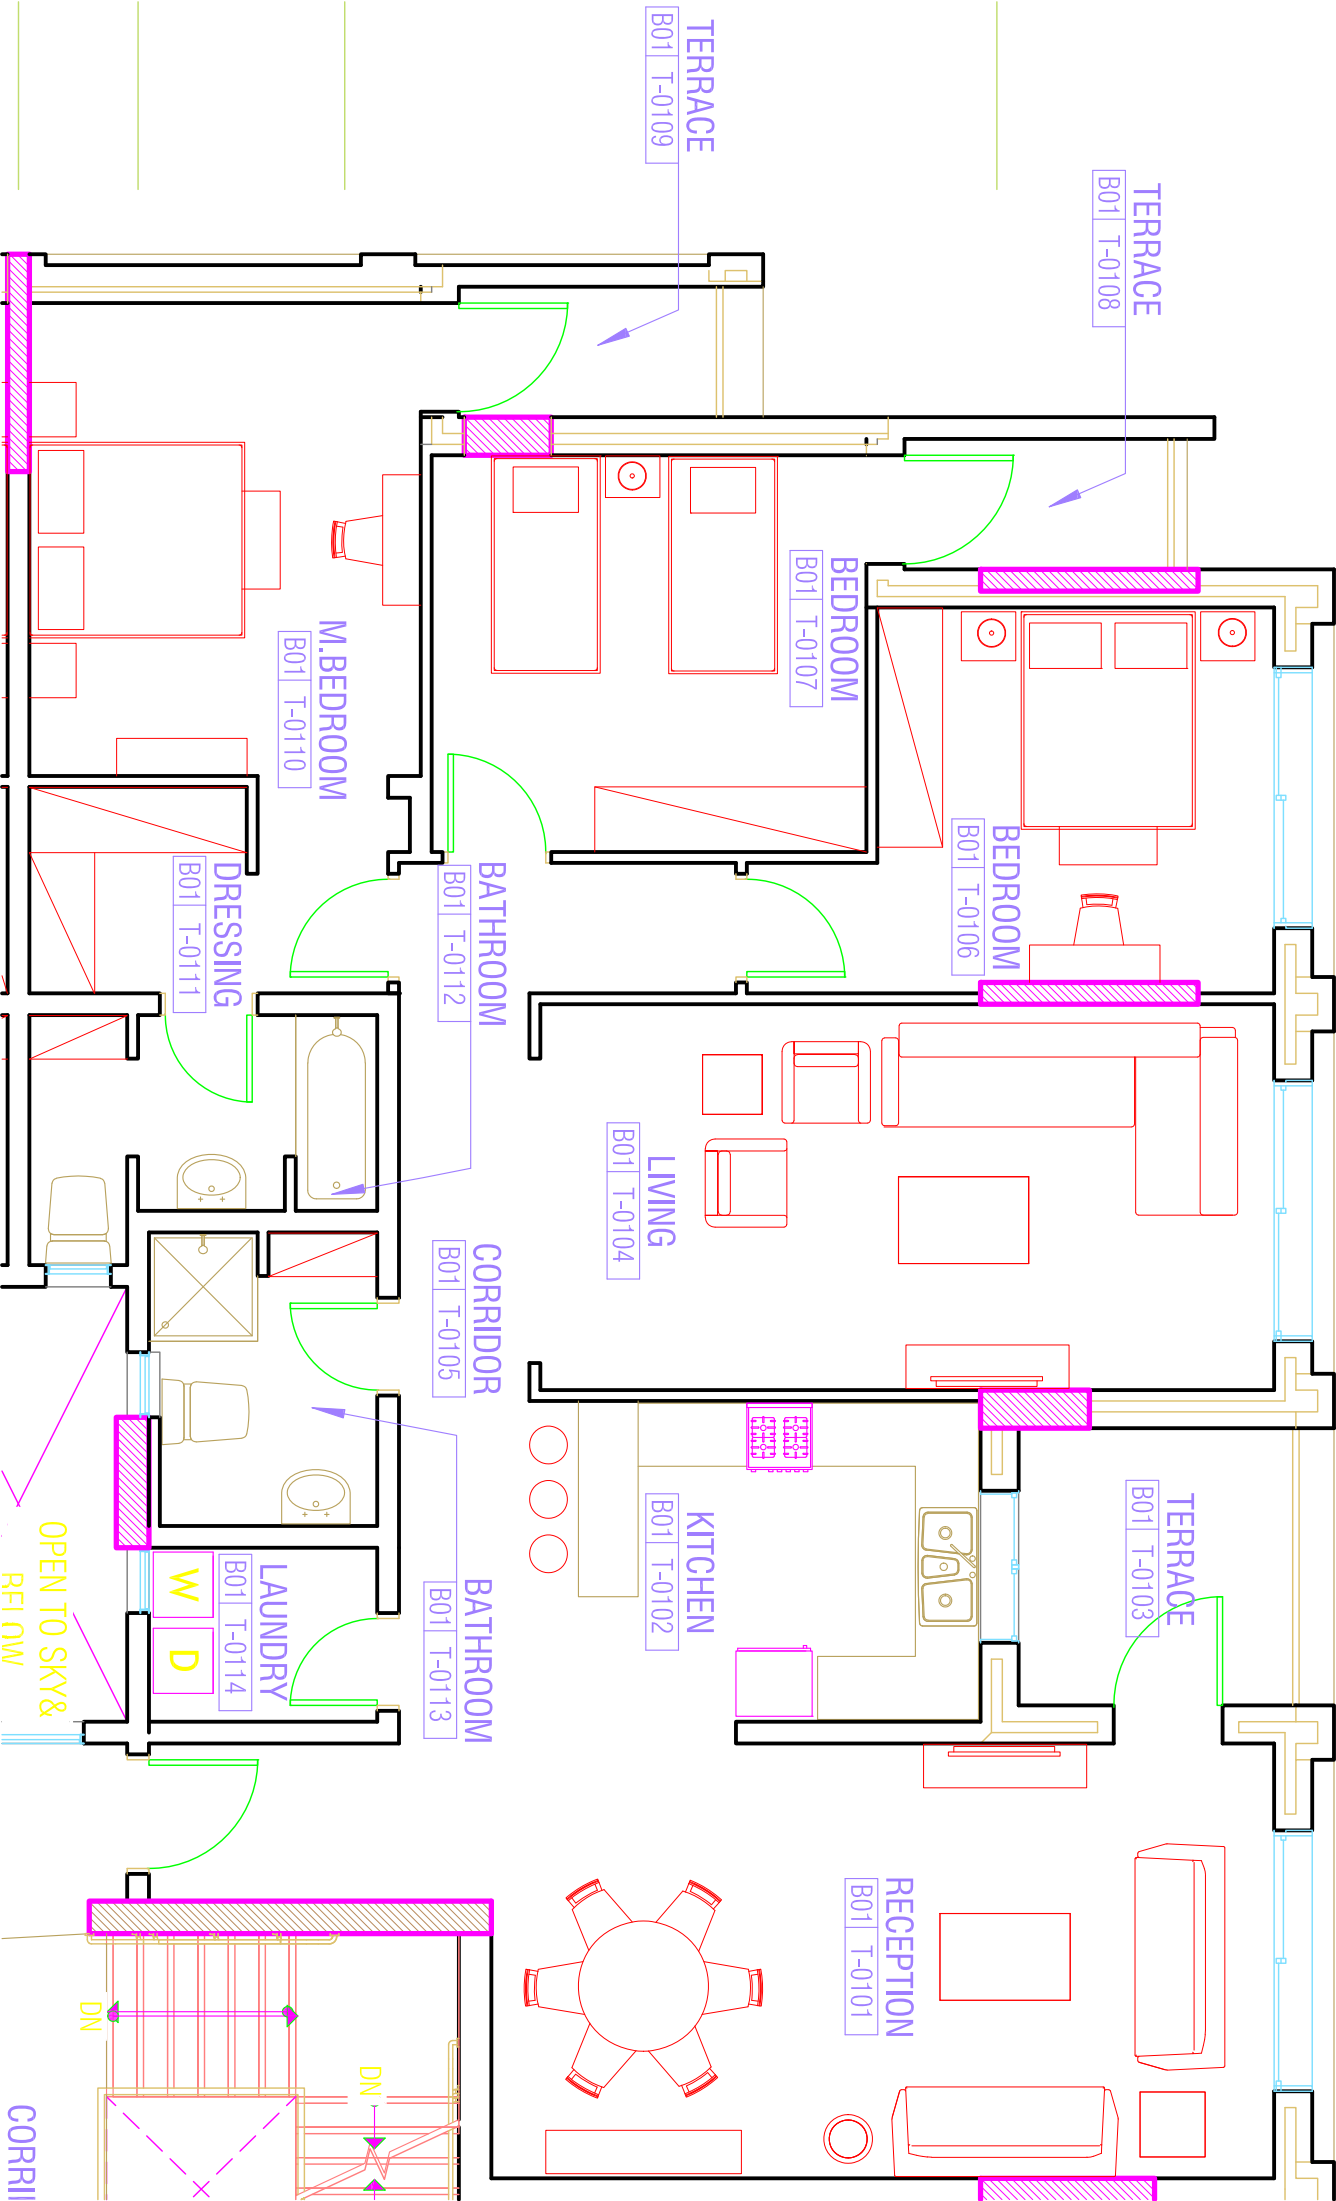 TERRACE
B01 T-0109
TERRACE
B01 T-0108
BEDROOM
B01 T-0107
M.BEDROOM
B01 T-0110
BEDROOM
B01 T-0106
DRESSING
B01 T-0111
BATHROOM
B01 T-0112
LIVING
B01 T-0104
CORRIDOR
B01 T-0105
KITCHEN
B01 T-0102
TERRACE
B01 T-0103
LAUNDRY
B01 T-0114
W
D
BATHROOM
B01 T-0113
OPEN TO SKY&
BELOW
RECEPTION
B01 T-0101
DN
DN
CORRI